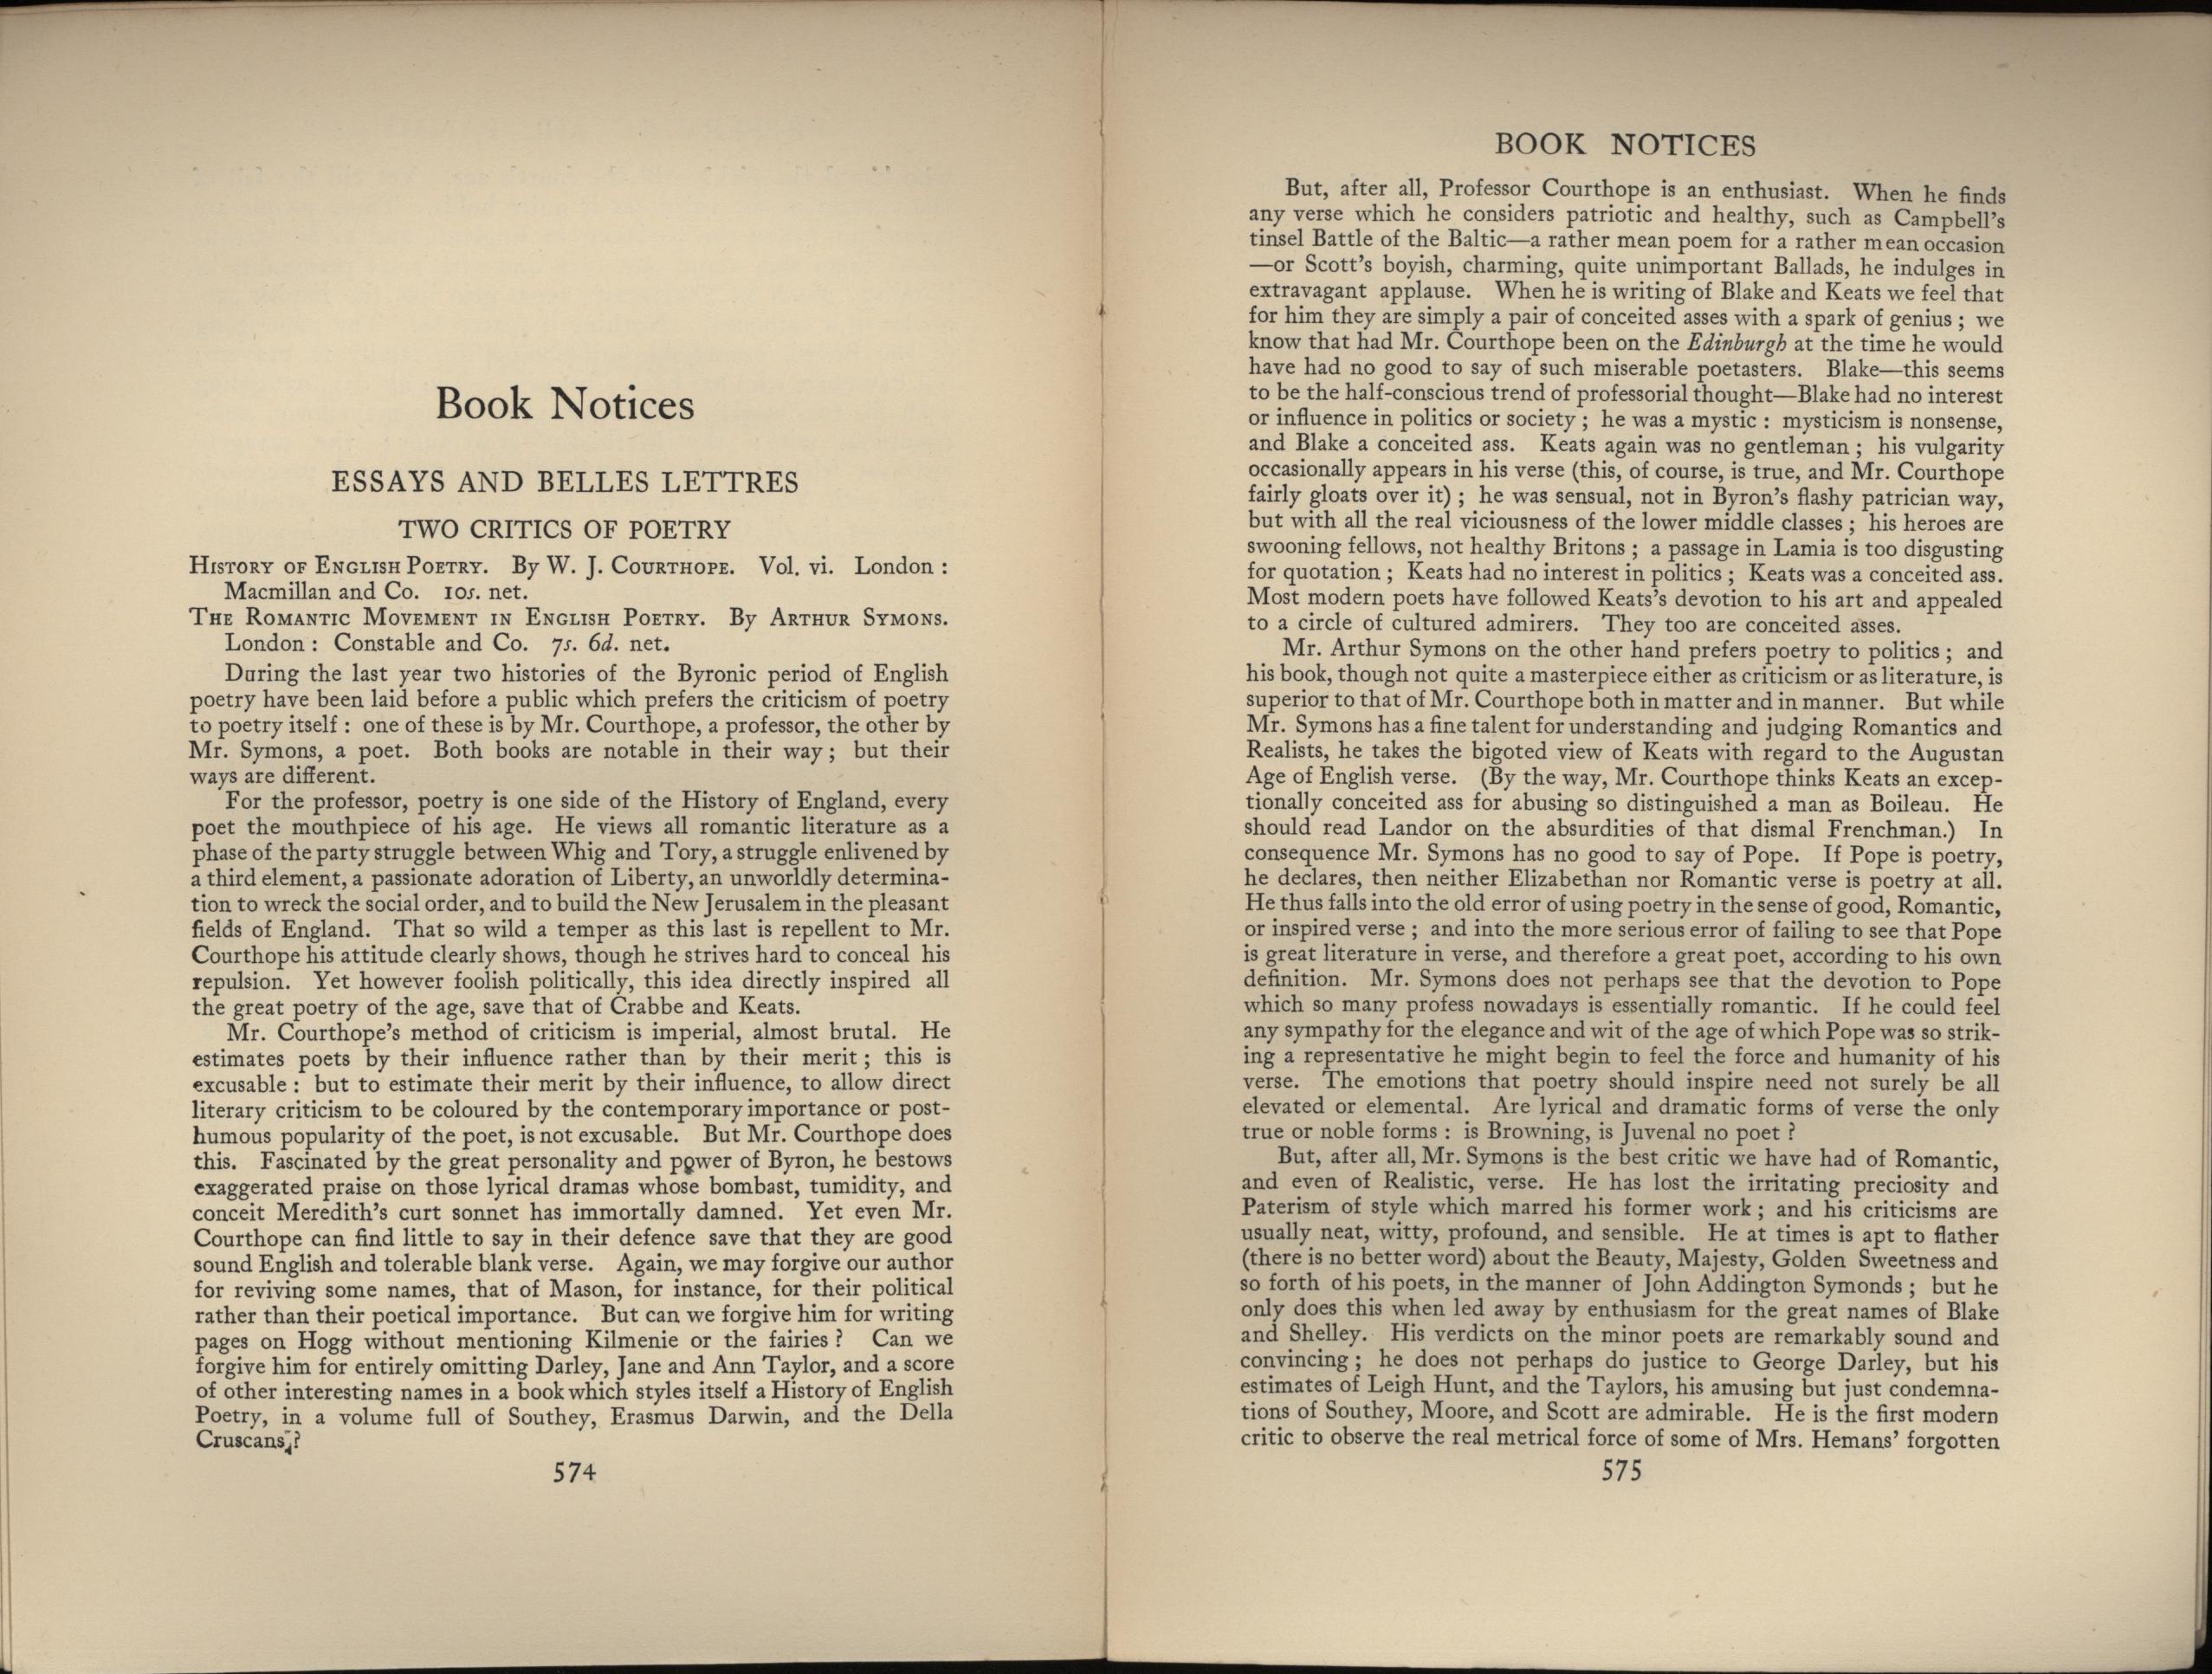 Book Notices
ESSAYS AND BELLES LETTRES
TWO CRITICS OF POETRY
HISTORY OF ENGLISH POETRY. By W. J. COURTHOPE. Vol. vi. London :
Macmillan and Co. 10s. net.
THE ROMANTIC MOVEMENT IN ENGLISH POETRY. By ARTHUR SYMONS.
London : Constable and Co. 7s. 6d. net.
During the last year two histories of the Byronic period of English
poetry have been laid before a public which prefers the criticism of poetry
to poetry itself : one of these is by Mr. Courthope, a professor, the other by
Mr. Symons, a poet. Both books are notable in their way ; but their
ways are different.
For the professor, poetry is one side of the History of England, every
poet the mouthpiece of his age. He views all romantic literature as a
phase of the party struggle between Whig and Tory, a struggle enlivened by
a third element, a passionate adoration of Liberty, an unworldly determina-
tion to wreck the social order, and to build the New Jerusalem in the pleasant
fields of England. That so wild a temper as this last is repellent to Mr.
Courthope his attitude clearly shows, though he strives hard to conceal his
repulsion. Yet however foolish politically, this idea directly inspired all
the great poetry of the age, save that of Crabbe and Keats.
Mr. Courthope's method of criticism is imperial, almost brutal. He
estimates poets by their influence rather than by their merit ; this is
excusable : but to estimate their merit by their influence, to allow direct
literary criticism to be coloured by the contemporary importance or post-
humous popularity of the poet, is not excusable. But Mr. Courthope does
this. Fascinated by the great personality and power of Byron, he bestows
exaggerated praise on those lyrical dramas whose bombast, tumidity, and
conceit Meredith's curt sonnet has immortally damned. Yet even Mr.
Courthope can find little to say in their defence save that they are good
sound English and tolerable blank verse. Again, we may forgive our author
for reviving some names, that of Mason, for instance, for their political
rather than their poetical importance. But can we forgive him for writing
pages on Hogg without mentioning Kilmenie or the fairies ? Can we
forgive him for entirely omitting Darley, Jane and Ann Taylor, and a score
of other interesting names in a book which styles itself a History of English
Poetry, in a volume full of Southey, Erasmus Darwin, and the Della
Cruscans ?
574
BOOK NOTICES
But, after all, Professor Courthope is an enthusiast. When he finds
any verse which he considers patriotic and healthy, such as Campbell's
tinsel Battle of the Baltic—a rather mean poem for a rather mean occasion
—or Scott's boyish, charming, quite unimportant Ballads, he indulges in
extravagant applause. When he is writing of Blake and Keats we feel that
for him they are simply a pair of conceited asses with a spark of genius ; we
know that had Mr. Courthope been on the Edinburgh at the time he would
have had no good to say of such miserable poetasters. Blake—this seems
to be the half-conscious trend of professorial thought—Blake had no interest
or influence in politics or society ; he was a mystic : mysticism is nonsense,
and Blake a conceited ass. Keats again was no gentleman ; his vulgarity
occasionally appears in his verse (this, of course, is true, and Mr. Courthope
fairly gloats over it) ; he was sensual, not in Byron's flashy patrician way,
but with all the real viciousness of the lower middle classes ; his heroes are
swooning fellows, not healthy Britons ; a passage in Lamia is too disgusting
for quotation ; Keats had no interest in politics ; Keats was a conceited ass.
Most modern poets have followed Keats's devotion to his art and appealed
to a circle of cultured admirers. They too are conceited asses.
Mr. Arthur Symons on the other hand prefers poetry to politics ; and
his book, though not quite a masterpiece either as criticism or as literature, is
superior to that of Mr. Courthope both in matter and in manner. But while
Mr. Symons has a fine talent for understanding and judging Romantics and
Realists, he takes the bigoted view of Keats with regard to the Augustan
Age of English verse. (By the way, Mr. Courthope thinks Keats an excep-
tionally conceited ass for abusing so distinguished a man as Boileau. He
should read Landor on the absurdities of that dismal Frenchman.) In
consequence Mr. Symons has no good to say of Pope. If Pope is poetry,
he declares, then neither Elizabethan nor Romantic verse is poetry at all.
He thus falls into the old error of using poetry in the sense of good, Romantic,
or inspired verse ; and into the more serious error of failing to see that Pope
is great literature in verse, and therefore a great poet, according to his own
definition. Mr. Symons does not perhaps see that the devotion to Pope
which so many profess nowadays is essentially romantic. If he could feel
any sympathy for the elegance and wit of the age of which Pope was so strik-
ing a representative he might begin to feel the force and humanity of his
verse. The emotions that poetry should inspire need not surely be all
elevated or elemental. Are lyrical and dramatic forms of verse the only
true or noble forms : is Browning, is Juvenal no poet ?
But, after all, Mr. Symons is the best critic we have had of Romantic,
and even of Realistic, verse. He has lost the irritating preciosity and
Paterism of style which marred his former work ; and his criticisms are
usually neat, witty, profound, and sensible. He at times is apt to flather
(there is no better word) about the Beauty, Majesty, Golden Sweetness and
so forth of his poets, in the manner of John Addington Symonds ; but he
only does this when led away by enthusiasm for the great names of Blake
and Shelley. His verdicts on the minor poets are remarkably sound and
convincing ; he does not perhaps do justice to George Darley, but his
estimates of Leigh Hunt, and the Taylors, his amusing but just condemna-
tions of Southey, Moore, and Scott are admirable. He is the first modern
critic to observe the real metrical force of some of Mrs. Hemans' forgotten
575